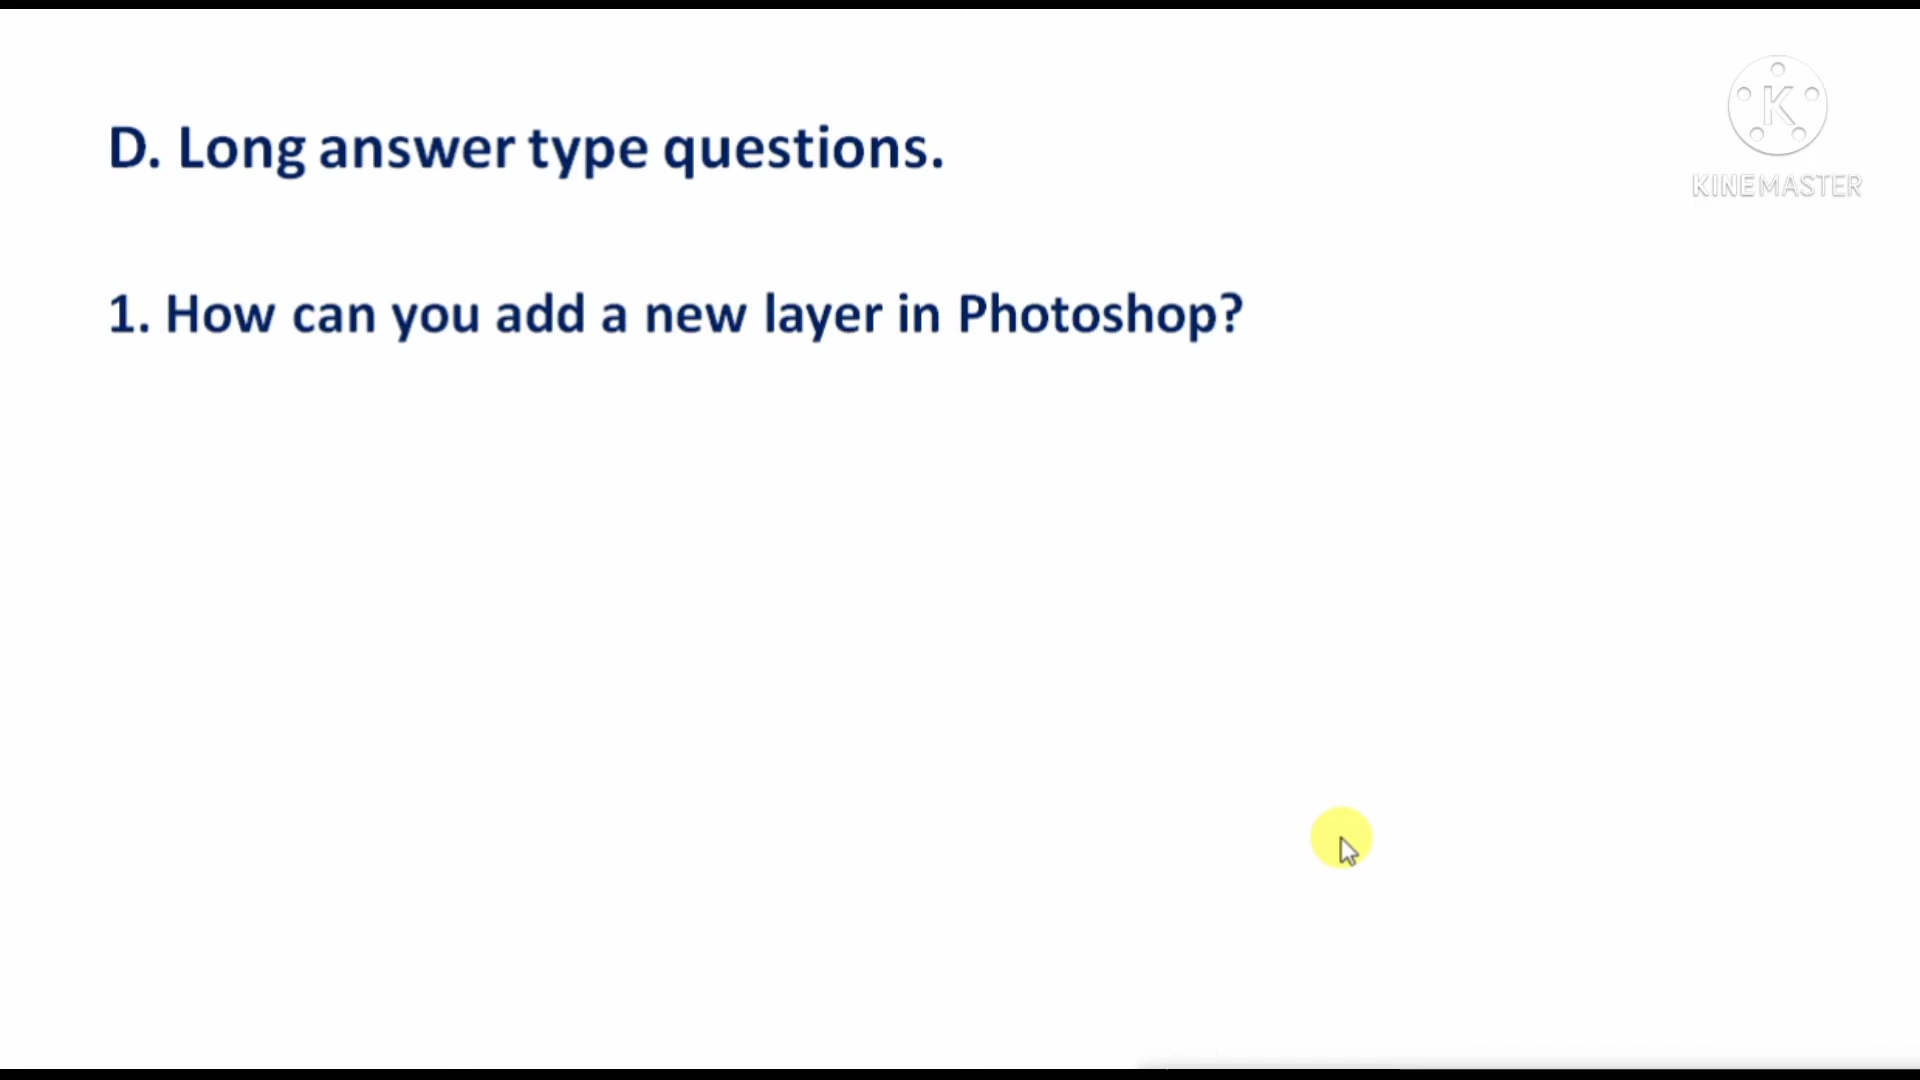 D. Long answer type questions.
K
KINEMASTER
1. How can you add a new layer in Photoshop?